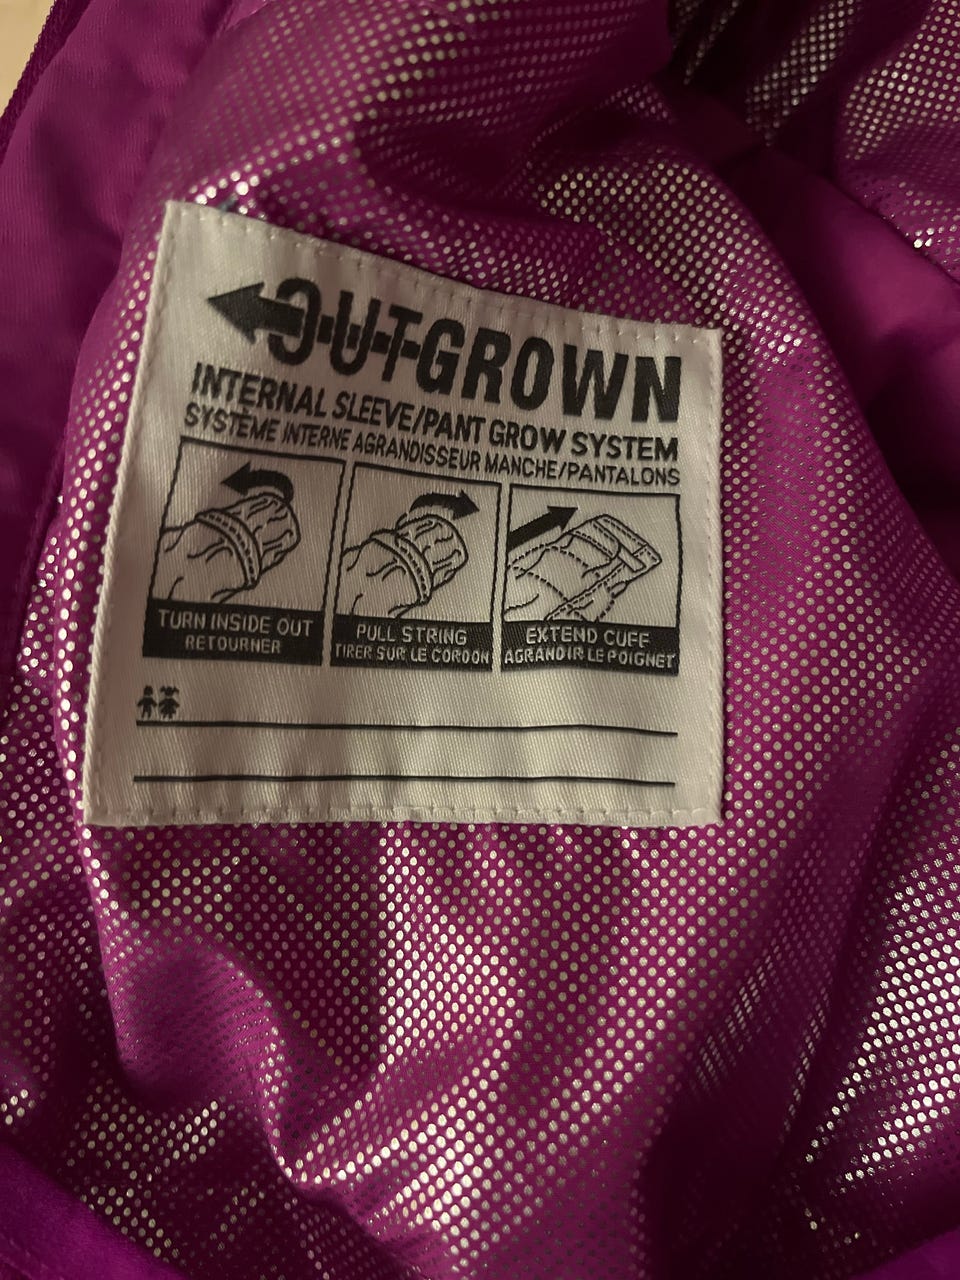 OUTGROWN
INTERNAL SLEEVE/PANT GROW SYSTEM
SYSTÈME INTERNE AGRANDISSEUR MANCHE/PANTALONS
TURN INSIDE OUT
RETOURNER
PULL STRING
TIRER SUR LE CORDON
EXTEND CUFF
AGRANDIR LE POIGNET